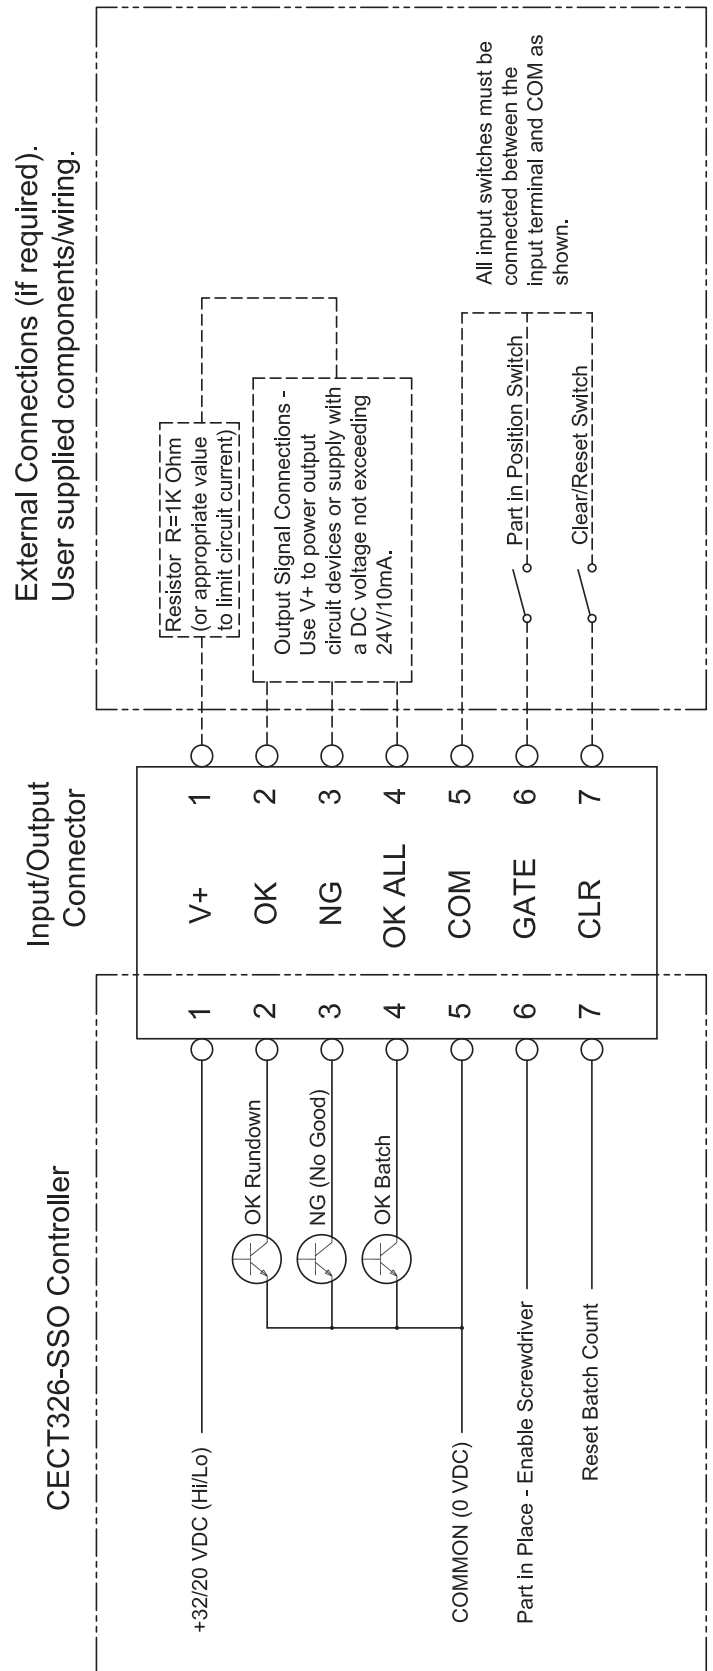 CECT326-SSO Controller
Input/Output
Connector
External Connections (if required).
User supplied components/wiring.
+32/20 VDC (Hi/Lo)
1
V+
1
Resistor R=1K Ohm
(or appropriate value
to limit circuit current)
OK Rundown
2
OK
2
NG (No Good)
3
NG
3
OK Batch
4
OK ALL
4
Output Signal Connections -
Use V+ to power output
circuit devices or supply with
a DC voltage not exceeding
24V/10mA.
COMMON (0 VDC)
5
COM
5
All input switches must be
connected between the
input terminal and COM as
shown.
Part in Place - Enable Screwdriver
6
GATE
6
Part in Position Switch
Reset Batch Count
7
CLR
7
Clear/Reset Switch